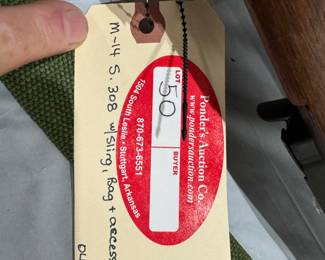 Ponder's Auction Co.
www.pondersauction.com
LOT
BUYER
50
870-673-6551
1504 South Leslie • Stuttgart, Arkansas
M-14 S. 308 w/sling, Bag + access